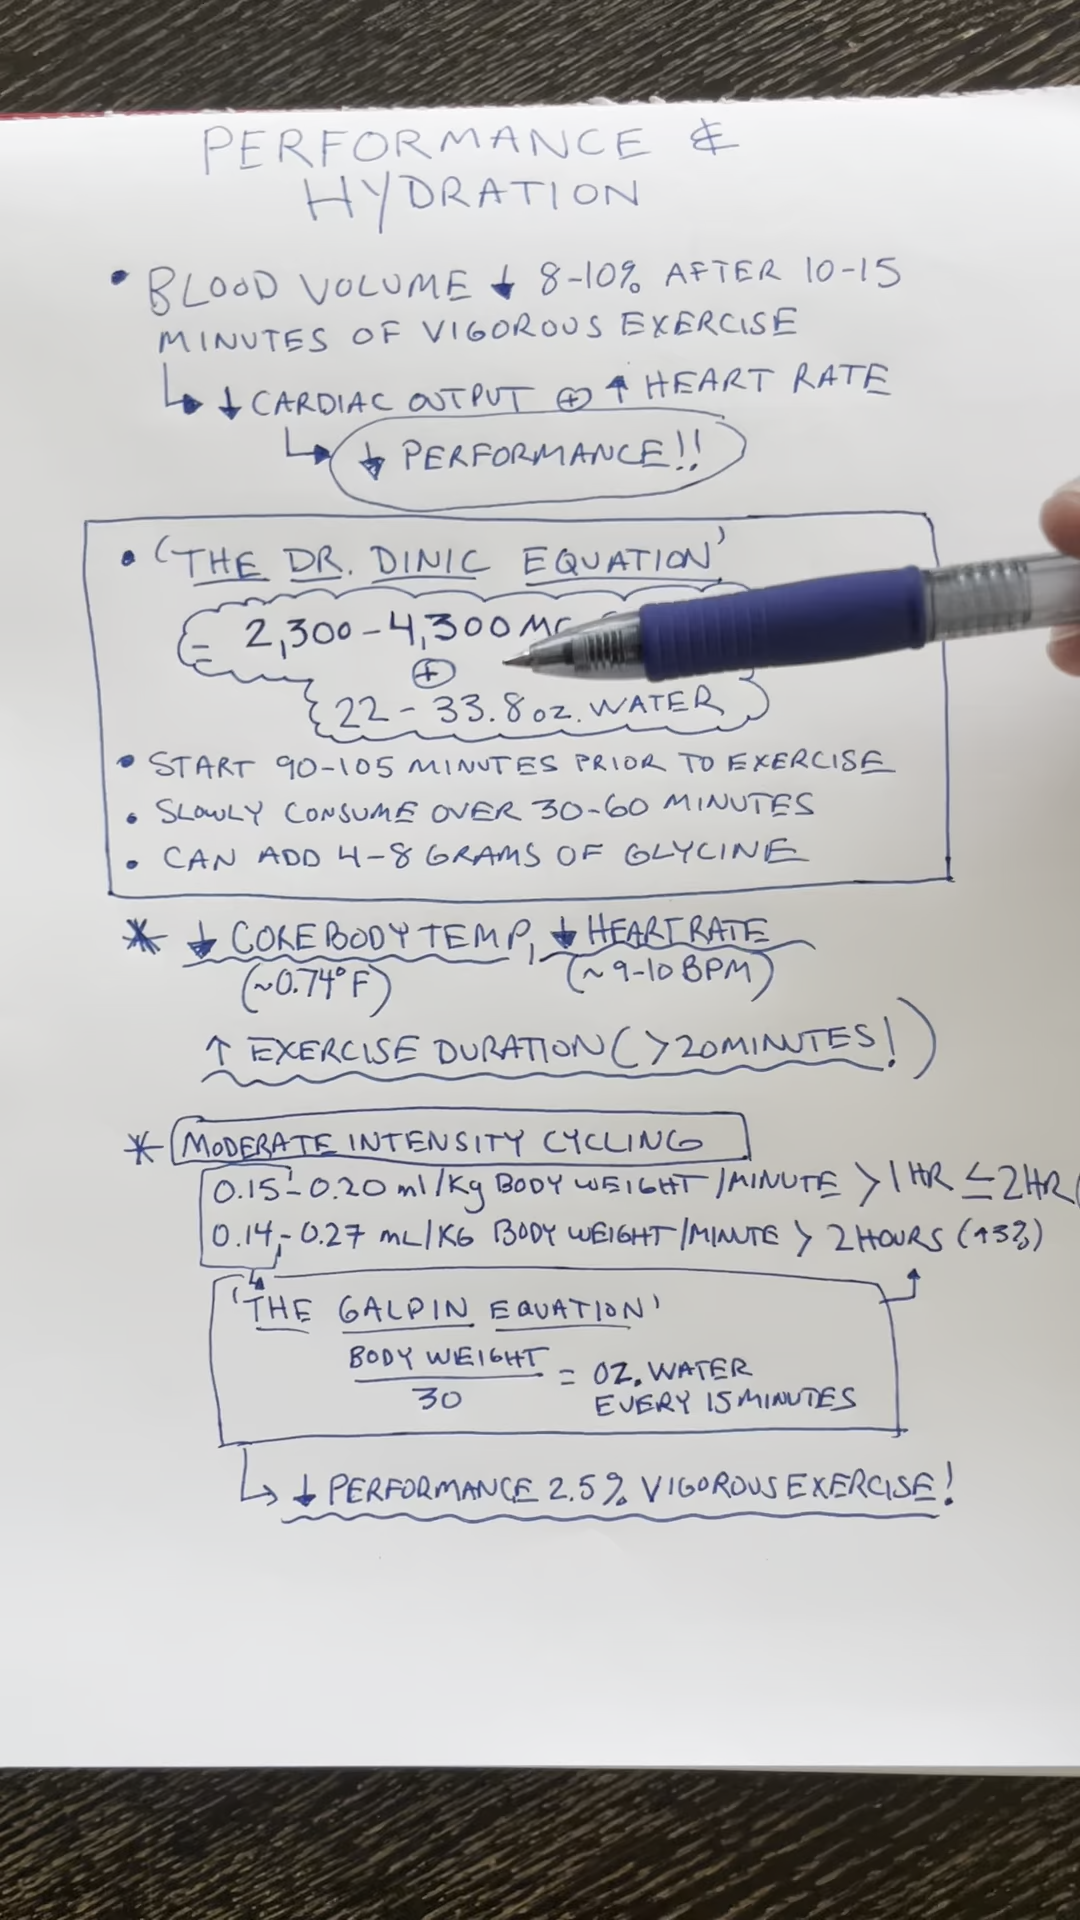 PERFORMANCE &
HYDRATION
• BLOOD VOLUME ↓ 8-10% AFTER 10-15
MINUTES OF VIGOROUS EXERCISE
↳ ↓ CARDIAC OUTPUT ⊕ ↑ HEART RATE
↳ ↓ PERFORMANCE!!
• 'THE DR. DINIC EQUATION'
= 2,300-4,300 MG
⊕
22-33.8 oz. WATER
• START 90-105 MINUTES PRIOR TO EXERCISE
• SLOWLY CONSUME OVER 30-60 MINUTES
• CAN ADD 4-8 GRAMS OF GLYCINE
* ↓ CORE BODY TEMP, ↓ HEART RATE
(~0.74°F) (~9-10 BPM)
↑ EXERCISE DURATION (>20 MINUTES!)
* MODERATE INTENSITY CYCLING
0.15-0.20 ml/Kg BODY WEIGHT/MINUTE > 1 HR ≤ 2 HR (
0.14-0.27 mL/KG BODY WEIGHT/MINUTE > 2 HOURS (↑3%)
'THE GALPIN EQUATION'
BODY WEIGHT
30
= OZ. WATER
EVERY 15 MINUTES
↳ ↓ PERFORMANCE 2.5% VIGOROUS EXERCISE!